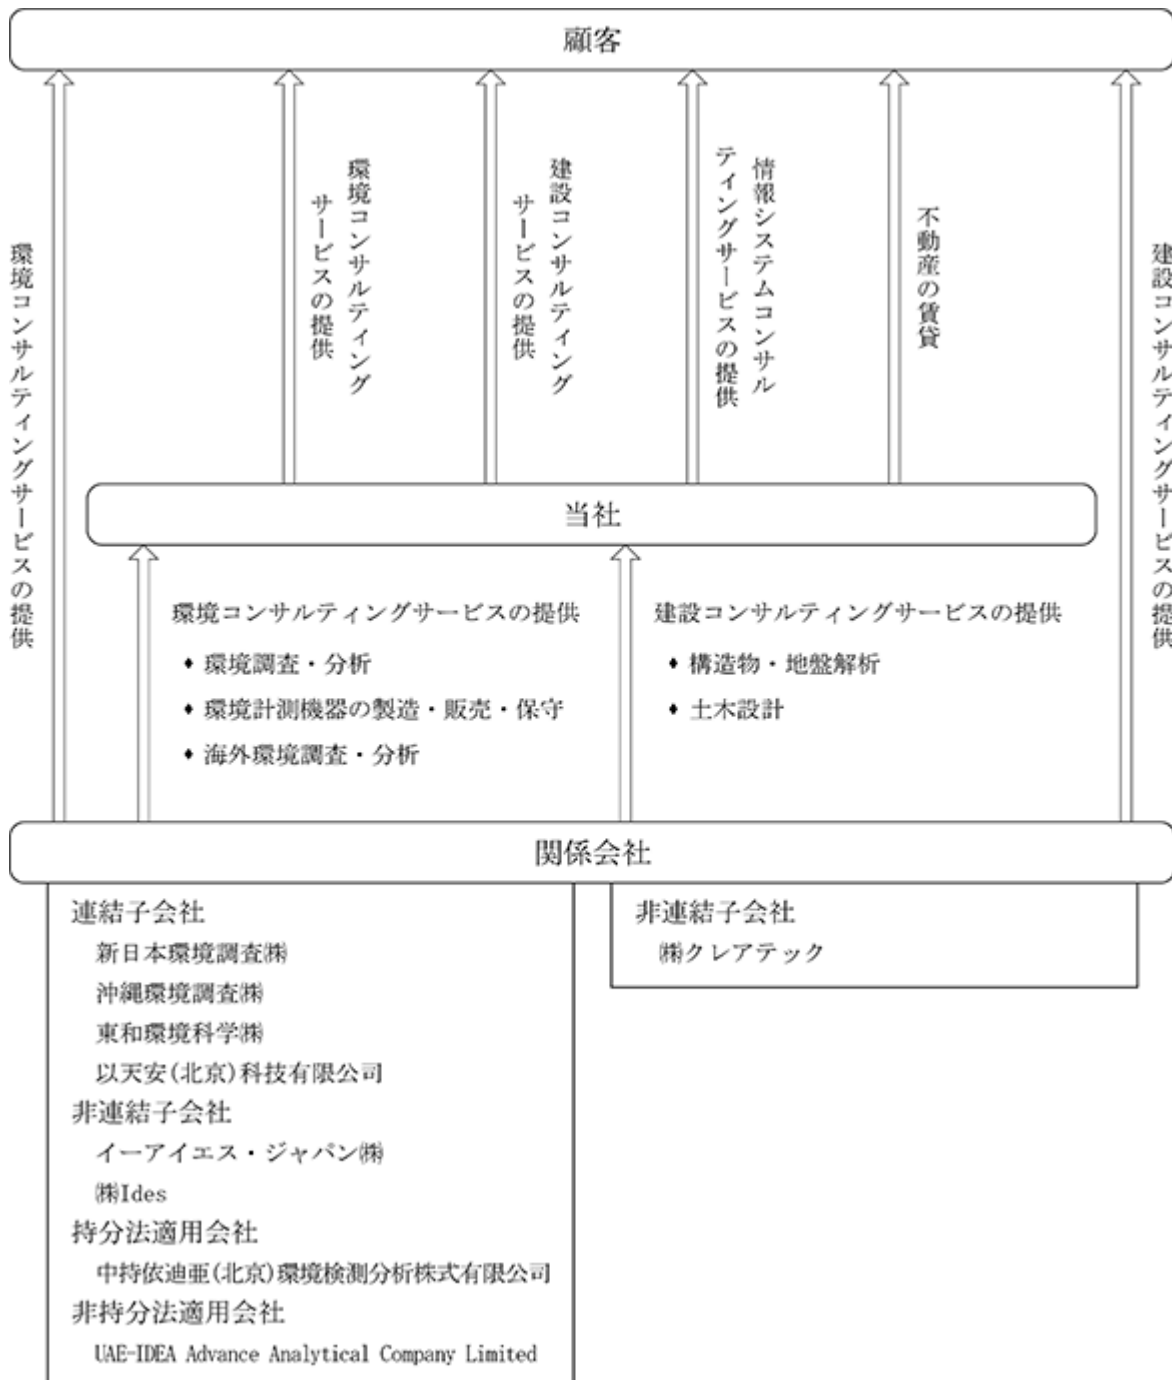 顧客
環境コンサルティングサービスの提供
環境コンサルティング
サービスの提供
建設コンサルティング
サービスの提供
情報システムコンサル
ティングサービスの提供
不動産の賃貸
建設コンサルティングサービスの提供
当社
環境コンサルティングサービスの提供
♦ 環境調査・分析
♦ 環境計測機器の製造・販売・保守
♦ 海外環境調査・分析
建設コンサルティングサービスの提供
♦ 構造物・地盤解析
♦ 土木設計
関係会社
連結子会社
新日本環境調査㈱
沖縄環境調査㈱
東和環境科学㈱
以天安(北京)科技有限公司
非連結子会社
イーアイエス・ジャパン㈱
㈱Ides
持分法適用会社
中持依迪亜(北京)環境検測分析株式有限公司
非持分法適用会社
UAE-IDEA Advance Analytical Company Limited
非連結子会社
㈱クレアテック